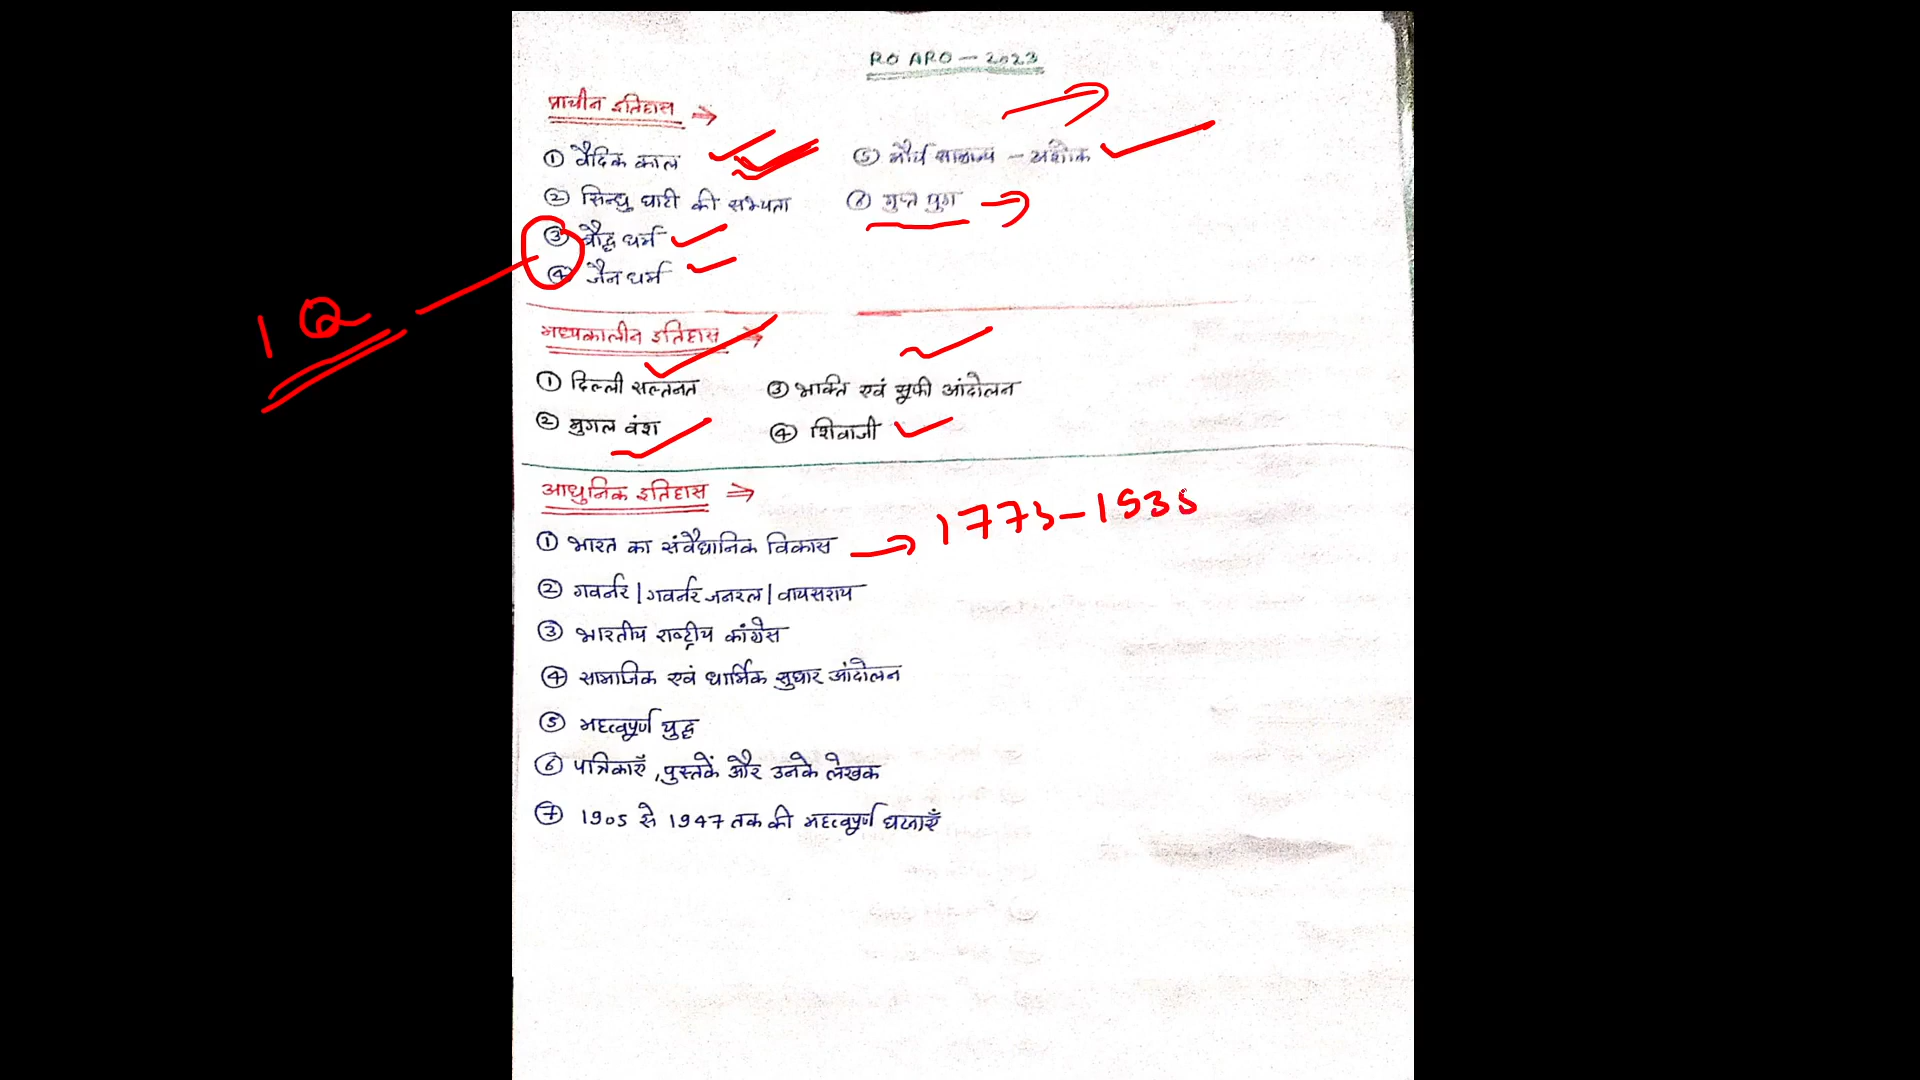 RO ARO – 2023
प्राचीन इतिहास ⇒
① वैदिक काल
② सिन्धु घाटी की सभ्यता
③ बौद्ध धर्म
④ जैन धर्म
⑤ मौर्य साम्राज्य – अशोक
⑥ गुप्त युग
1 Q
मध्यकालीन इतिहास ⇒
① दिल्ली सल्तनत
② मुगल वंश
③ भक्ति एवं सूफी आंदोलन
④ शिवाजी
आधुनिक इतिहास ⇒
① भारत का संवैधानिक विकास → 1773-1935
② गवर्नर | गवर्नर जनरल | वायसराय
③ भारतीय राष्ट्रीय कांग्रेस
④ सामाजिक एवं धार्मिक सुधार आंदोलन
⑤ महत्वपूर्ण युद्ध
⑥ पत्रिकाएँ, पुस्तकें और उनके लेखक
⑦ 1905 से 1947 तक की महत्वपूर्ण घटनाएँ